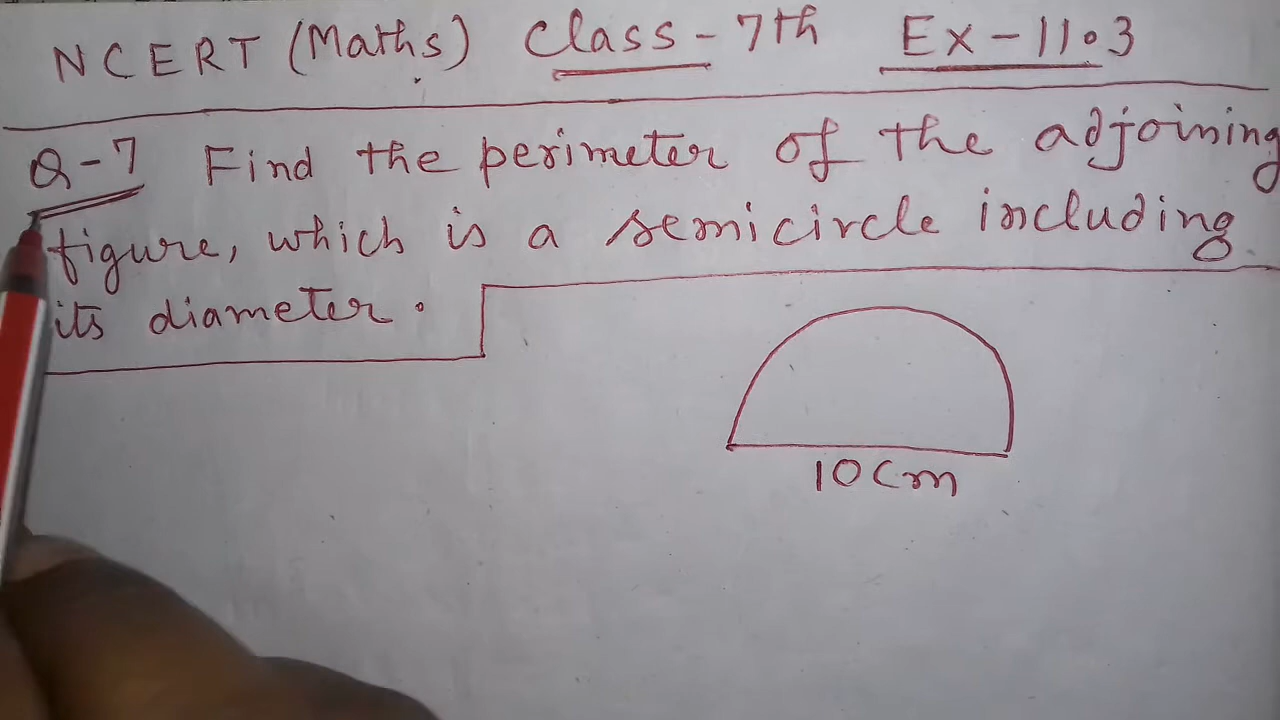 NCERT (Maths) Class - 7th Ex - 11.3
Q-7 Find the perimeter of the adjoining
figure, which is a semicircle including
its diameter.
10cm